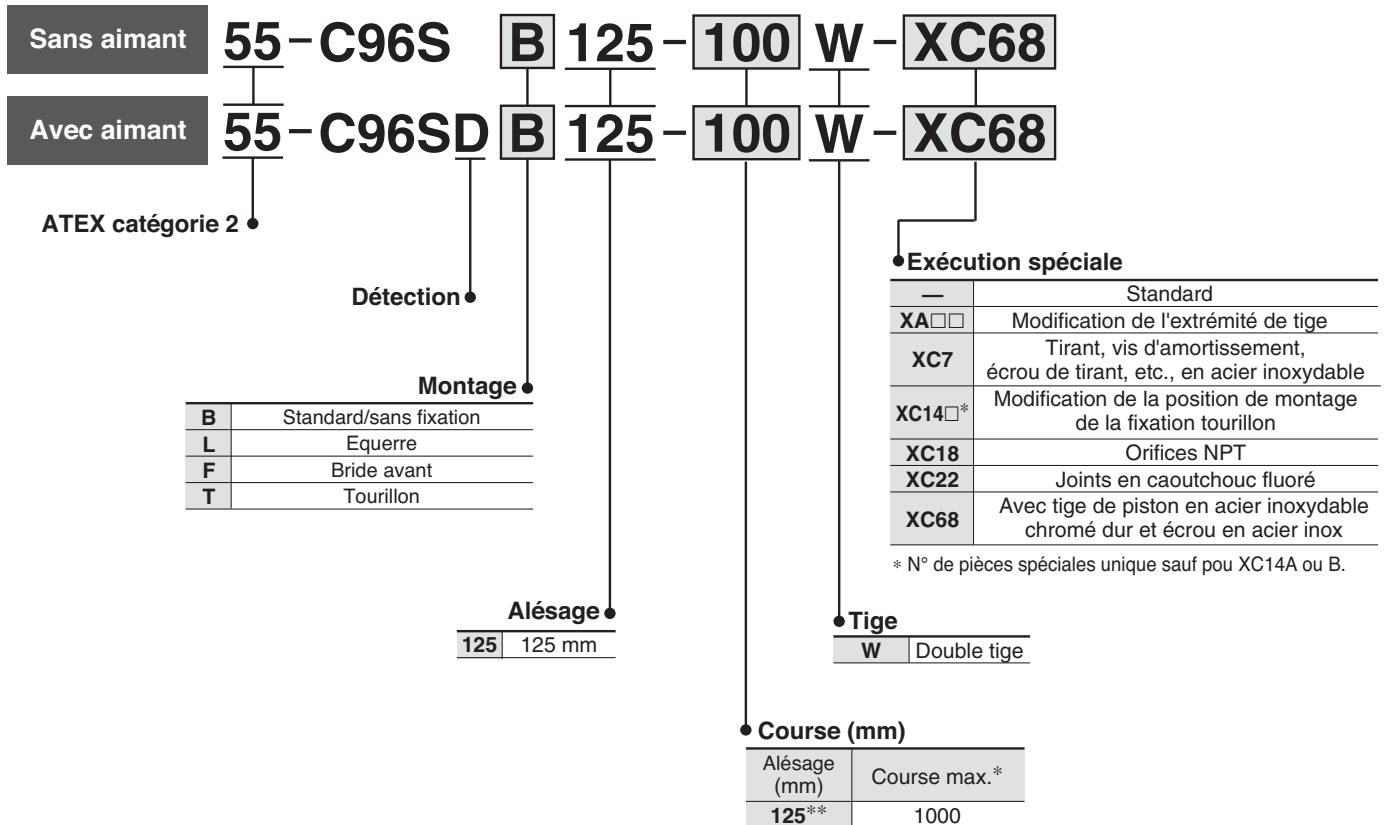 Sans aimant 55-C96S B 125-100 W-XC68
Avec aimant 55-C96SD B 125-100 W-XC68
ATEX catégorie 2
Détection
Montage
B Standard/sans fixation
L Equerre
F Bride avant
T Tourillon
Alésage
125 125 mm
Exécution spéciale
— Standard
XA□□ Modification de l'extrémité de tige
XC7 Tirant, vis d'amortissement,
écrou de tirant, etc., en acier inoxydable
XC14□* Modification de la position de montage
de la fixation tourillon
XC18 Orifices NPT
XC22 Joints en caoutchouc fluoré
XC68 Avec tige de piston en acier inoxydable
chromé dur et écrou en acier inox
* N° de pièces spéciales unique sauf pou XC14A ou B.
Tige
W Double tige
Course (mm)
Alésage
(mm)
Course max.*
125** 1000